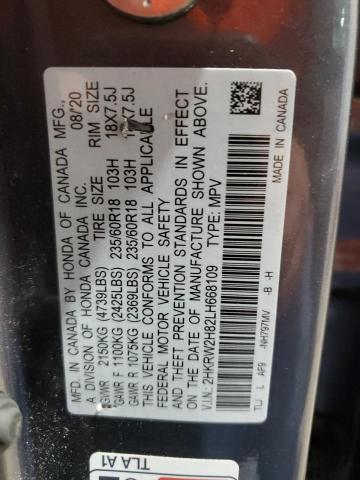 MFD. IN CANADA BY HONDA OF CANADA MFG.,
A DIVISION OF HONDA CANADA INC. 08/20
TIRE SIZE RIM SIZE
GVWR 2150KG (4739LBS)
GAWR F 1100KG (2425LBS) 235/60R18 103H 18X7.5J
GAWR R 1075KG (2369LBS) 235/60R18 103H 18X7.5J
THIS VEHICLE CONFORMS TO ALL APPLICABLE
FEDERAL MOTOR VEHICLE SAFETY
AND THEFT PREVENTION STANDARDS IN EFFECT
ON THE DATE OF MANUFACTURE SHOWN ABOVE.
V.I.N.: 2HKRW2H82LH668109 TYPE: MPV
TLJ L AF9 -NH797MV -B -H MADE IN CANADA
TLA A1